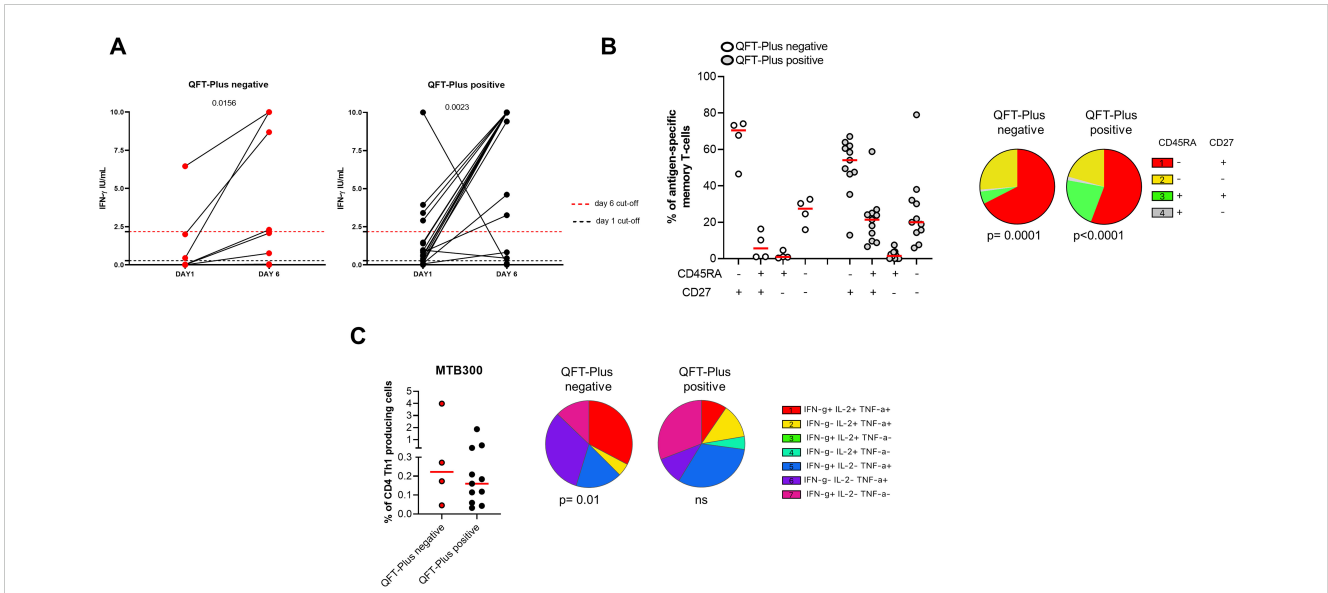 A
QFT-Plus negative
0.0156
10.0
7.5
5.0
2.5
0.0
IFN-γ IU/mL
DAY1
DAY 6
QFT-Plus positive
0.0023
10.0
7.5
5.0
2.5
0.0
IFN-γ IU/mL
DAY1
DAY 6
day 6 cut-off
day 1 cut-off
B
QFT-Plus negative
QFT-Plus positive
100
80
60
40
20
0
% of antigen-specific
memory T-cells
CD45RA - + + - - + + -
CD27 + + - - + + - -
QFT-Plus
negative
p= 0.0001
QFT-Plus
positive
p<0.0001
CD45RA CD27
1 - +
2 - -
3 + +
4 + -
C
MTB300
5
4
3
2
1
0.3
0.2
0.1
0.0
% of CD4 Th1 producing cells
QFT-Plus negative
QFT-Plus positive
QFT-Plus
negative
p= 0.01
QFT-Plus
positive
ns
1 IFN-g+ IL-2+ TNF-a+
2 IFN-g- IL-2+ TNF-a+
3 IFN-g+ IL-2+ TNF-a-
4 IFN-g- IL-2+ TNF-a-
5 IFN-g+ IL-2- TNF-a+
6 IFN-g- IL-2- TNF-a+
7 IFN-g+ IL-2- TNF-a-